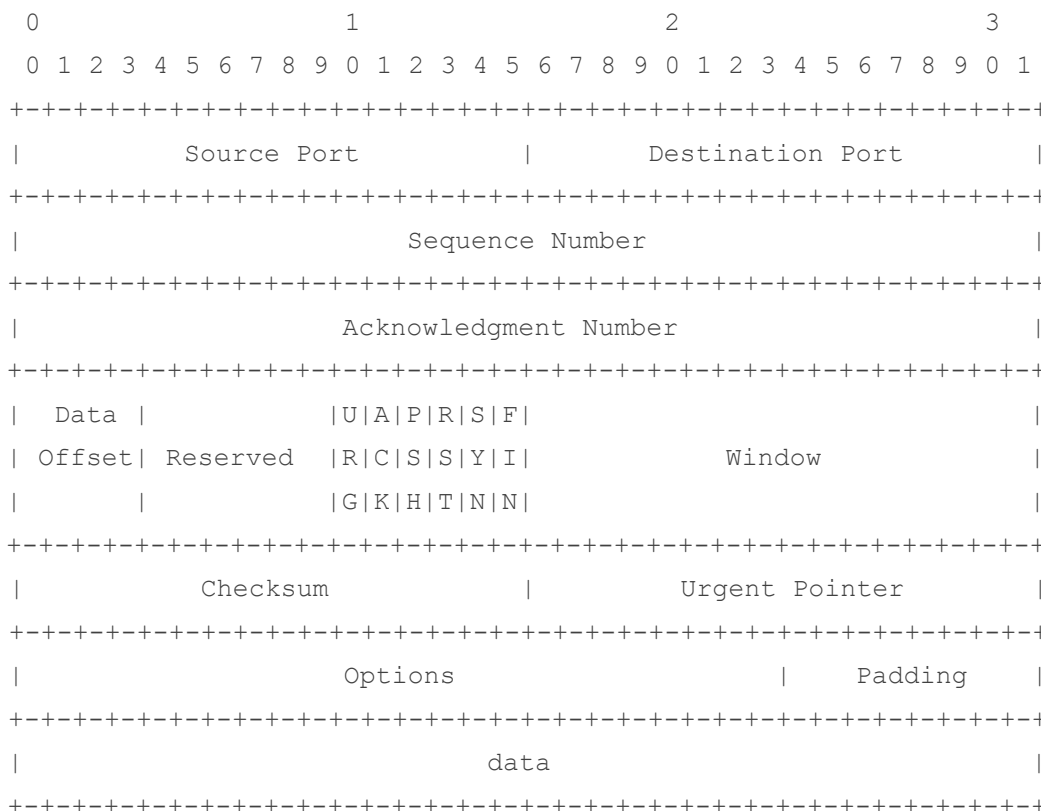 0                   1                   2                   3
 0 1 2 3 4 5 6 7 8 9 0 1 2 3 4 5 6 7 8 9 0 1 2 3 4 5 6 7 8 9 0 1
+-+-+-+-+-+-+-+-+-+-+-+-+-+-+-+-+-+-+-+-+-+-+-+-+-+-+-+-+-+-+-+-+
|          Source Port          |       Destination Port        |
+-+-+-+-+-+-+-+-+-+-+-+-+-+-+-+-+-+-+-+-+-+-+-+-+-+-+-+-+-+-+-+-+
|                        Sequence Number                        |
+-+-+-+-+-+-+-+-+-+-+-+-+-+-+-+-+-+-+-+-+-+-+-+-+-+-+-+-+-+-+-+-+
|                    Acknowledgment Number                      |
+-+-+-+-+-+-+-+-+-+-+-+-+-+-+-+-+-+-+-+-+-+-+-+-+-+-+-+-+-+-+-+-+
|  Data |           |U|A|P|R|S|F|                               |
| Offset| Reserved  |R|C|S|S|Y|I|            Window             |
|       |           |G|K|H|T|N|N|                               |
+-+-+-+-+-+-+-+-+-+-+-+-+-+-+-+-+-+-+-+-+-+-+-+-+-+-+-+-+-+-+-+-+
|           Checksum            |         Urgent Pointer        |
+-+-+-+-+-+-+-+-+-+-+-+-+-+-+-+-+-+-+-+-+-+-+-+-+-+-+-+-+-+-+-+-+
|                    Options                    |    Padding    |
+-+-+-+-+-+-+-+-+-+-+-+-+-+-+-+-+-+-+-+-+-+-+-+-+-+-+-+-+-+-+-+-+
|                             data                              |
+-+-+-+-+-+-+-+-+-+-+-+-+-+-+-+-+-+-+-+-+-+-+-+-+-+-+-+-+-+-+-+-+